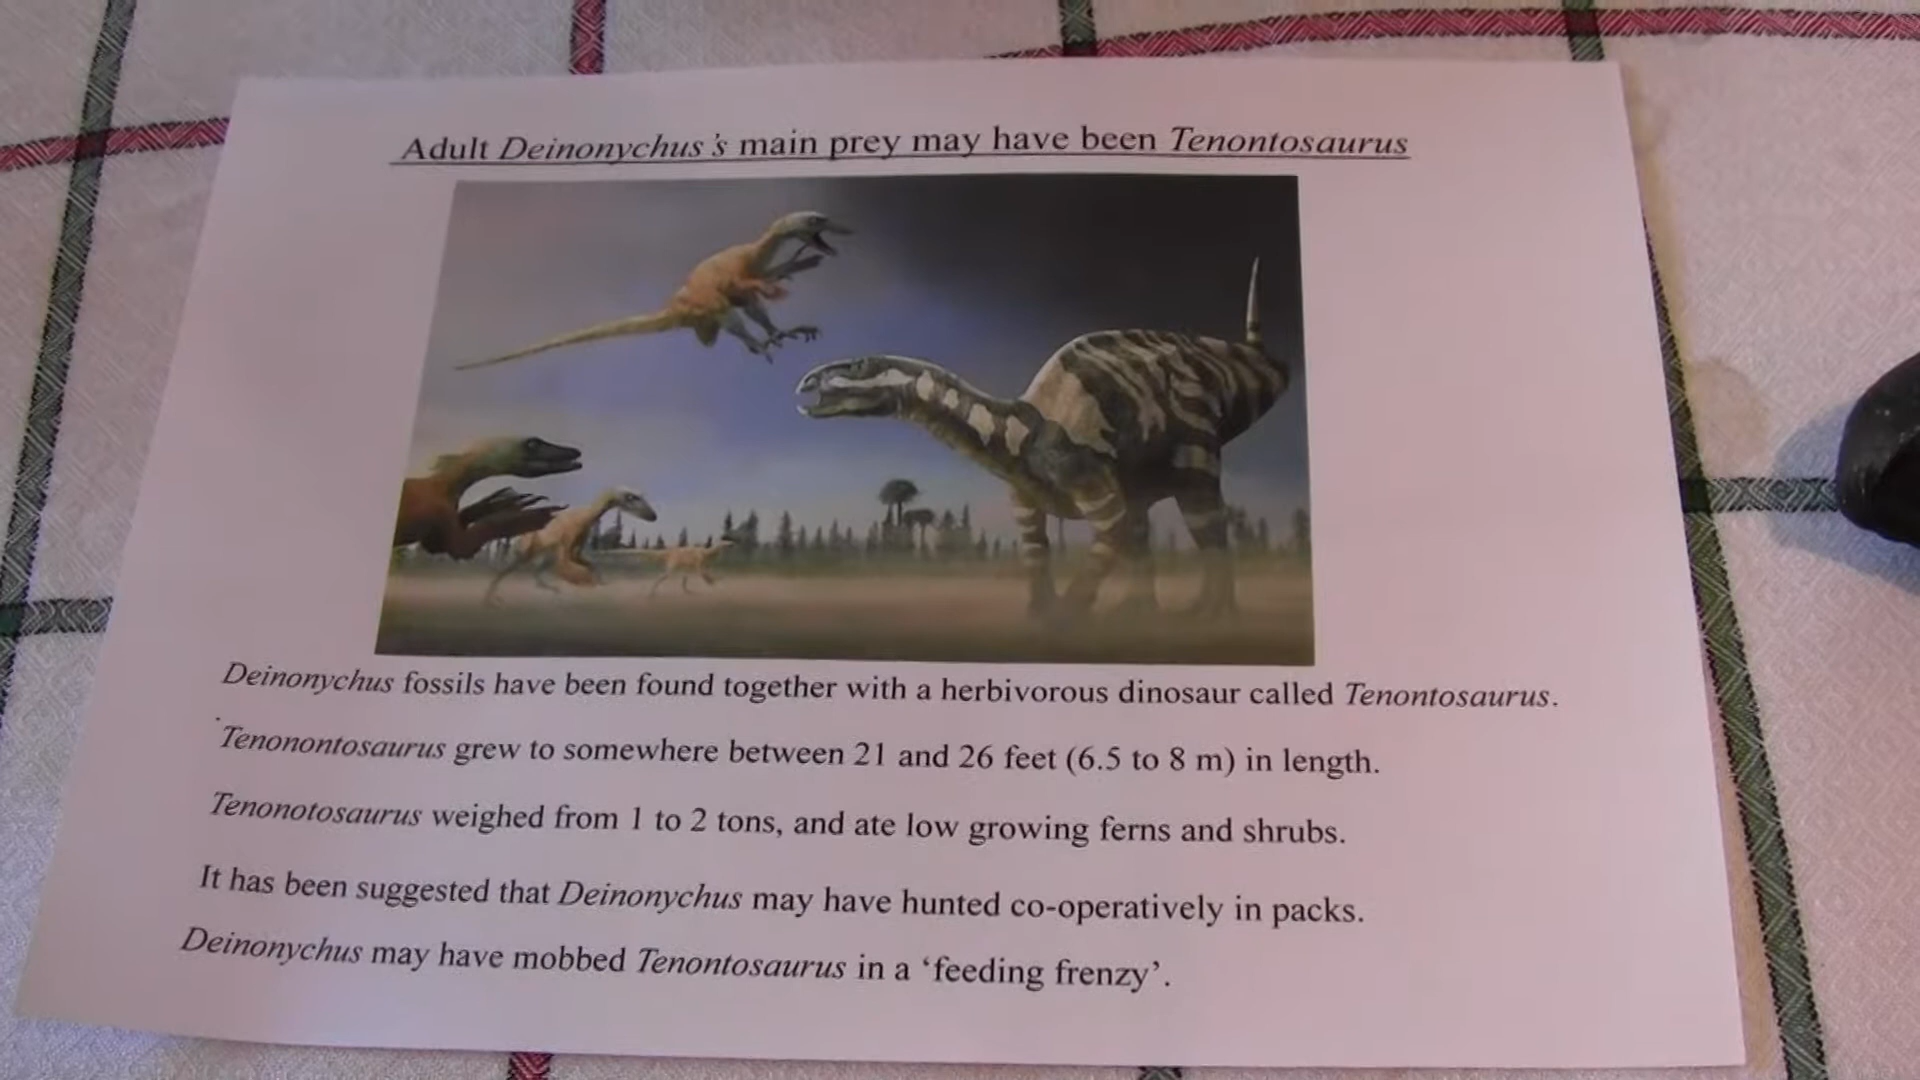 Adult Deinonychus's main prey may have been Tenontosaurus
Deinonychus fossils have been found together with a herbivorous dinosaur called Tenontosaurus.
Tenonontosaurus grew to somewhere between 21 and 26 feet (6.5 to 8 m) in length.
Tenonotosaurus weighed from 1 to 2 tons, and ate low growing ferns and shrubs.
It has been suggested that Deinonychus may have hunted co-operatively in packs.
Deinonychus may have mobbed Tenontosaurus in a ‘feeding frenzy’.